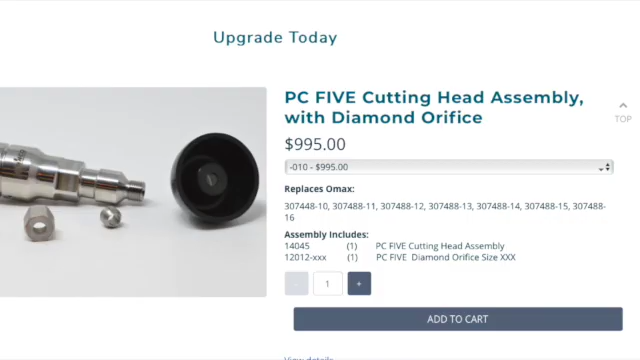 Upgrade Today
PC FIVE Cutting Head Assembly,
with Diamond Orifice
TOP
$995.00
-010 - $995.00
Replaces Omax:
307448-10, 307488-11, 307488-12, 307488-13, 307488-14, 307488-15, 307488-
16
Assembly Includes:
14045 (1) PC FIVE Cutting Head Assembly
12012-xxx (1) PC FIVE Diamond Orifice Size XXX
1 +
ADD TO CART
View details